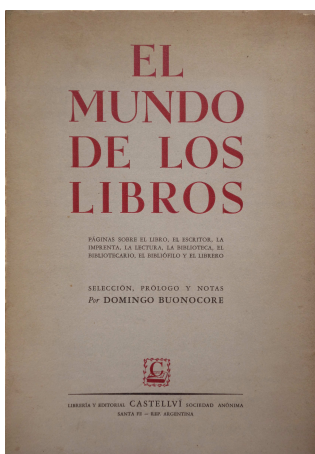 EL
MUNDO
DE LOS
LIBROS
PÁGINAS SOBRE EL LIBRO, EL ESCRITOR, LA
IMPRENTA, LA LECTURA, LA BIBLIOTECA, EL
BIBLIOTECARIO, EL BIBLIÓFILO Y EL LIBRERO
SELECCIÓN, PRÓLOGO Y NOTAS
Por DOMINGO BUONOCORE
LIBRERÍA Y EDITORIAL CASTELLVÍ SOCIEDAD ANÓNIMA
SANTA FE — REP. ARGENTINA